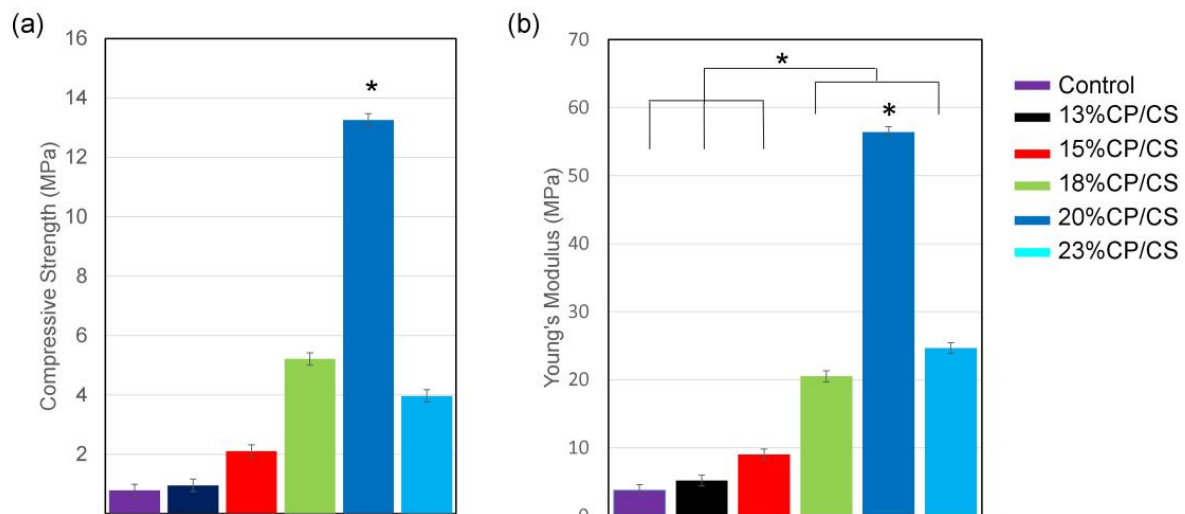 (a)
16
14
12
10
8
6
4
2
Compressive Strength (MPa)
*
(b)
70
60
50
40
30
20
10
0
Young's Modulus (MPa)
*
*
Control
13%CP/CS
15%CP/CS
18%CP/CS
20%CP/CS
23%CP/CS